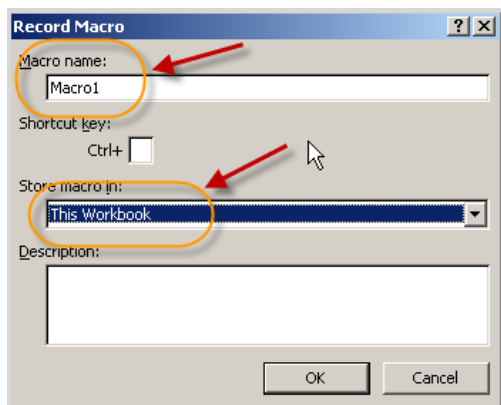 Record Macro
Macro name:
Macro1
Shortcut key:
Ctrl+
Store macro in:
This Workbook
Description:
OK Cancel